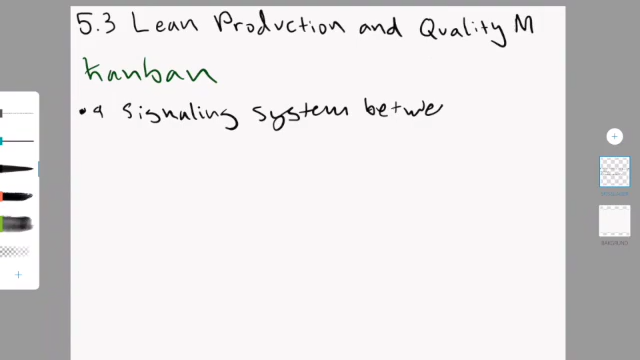 5.3 Lean Production and Quality M
Kanban
• a signaling system betwe